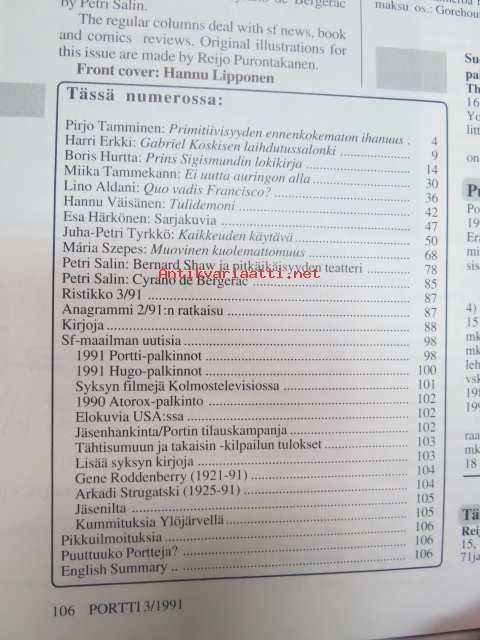 by Petri Salin.
The regular columns deal with sf news, book
and comics reviews. Original illustrations for
this issue are made by Reijo Purontakanen.
Front cover: Hannu Lipponen
Tässä numerossa:
Pirjo Tamminen: Primitiivisyyden ennenkokematon ihanuus . 4
Harri Erkki: Gabriel Koskisen laihdutussalonki 9
Boris Hurtta: Prins Sigismundin lokikirja 14
Miika Tammekann: Ei uutta auringon alla 30
Lino Aldani: Quo vadis Francisco? 36
Hannu Väisänen: Tulidemoni 42
Esa Härkönen: Sarjakuvia 47
Juha-Petri Tyrkkö: Kaikkeuden käytävä 50
Mária Szepes: Muovinen kuolemattomuus 68
Petri Salin: Bernard Shaw ja pitkäikäisyyden teatteri 78
Petri Salin: Cyrano de Bergerac 85
Ristikko 3/91 87
Anagrammi 2/91:n ratkaisu 87
Kirjoja 88
Sf-maailman uutisia 98
1991 Portti-palkinnot 98
1991 Hugo-palkinnot 100
Syksyn filmejä Kolmostelevisiossa 101
1990 Atorox-palkinto 102
Elokuvia USA:ssa 102
Jäsenhankinta/Portin tilauskampanja 102
Tähtisumuun ja takaisin -kilpailun tulokset 103
Lisää syksyn kirjoja 103
Gene Roddenberry (1921-91) 104
Arkadi Strugatski (1925-91) 104
Jäsenilta 105
Kummituksia Ylöjärvellä 105
Pikkuilmoituksia 106
Puuttuuko Portteja? 106
English Summary .. 106
106 PORTTI 3/1991
maksu os.: Gorehou
Antikvariaatti.net